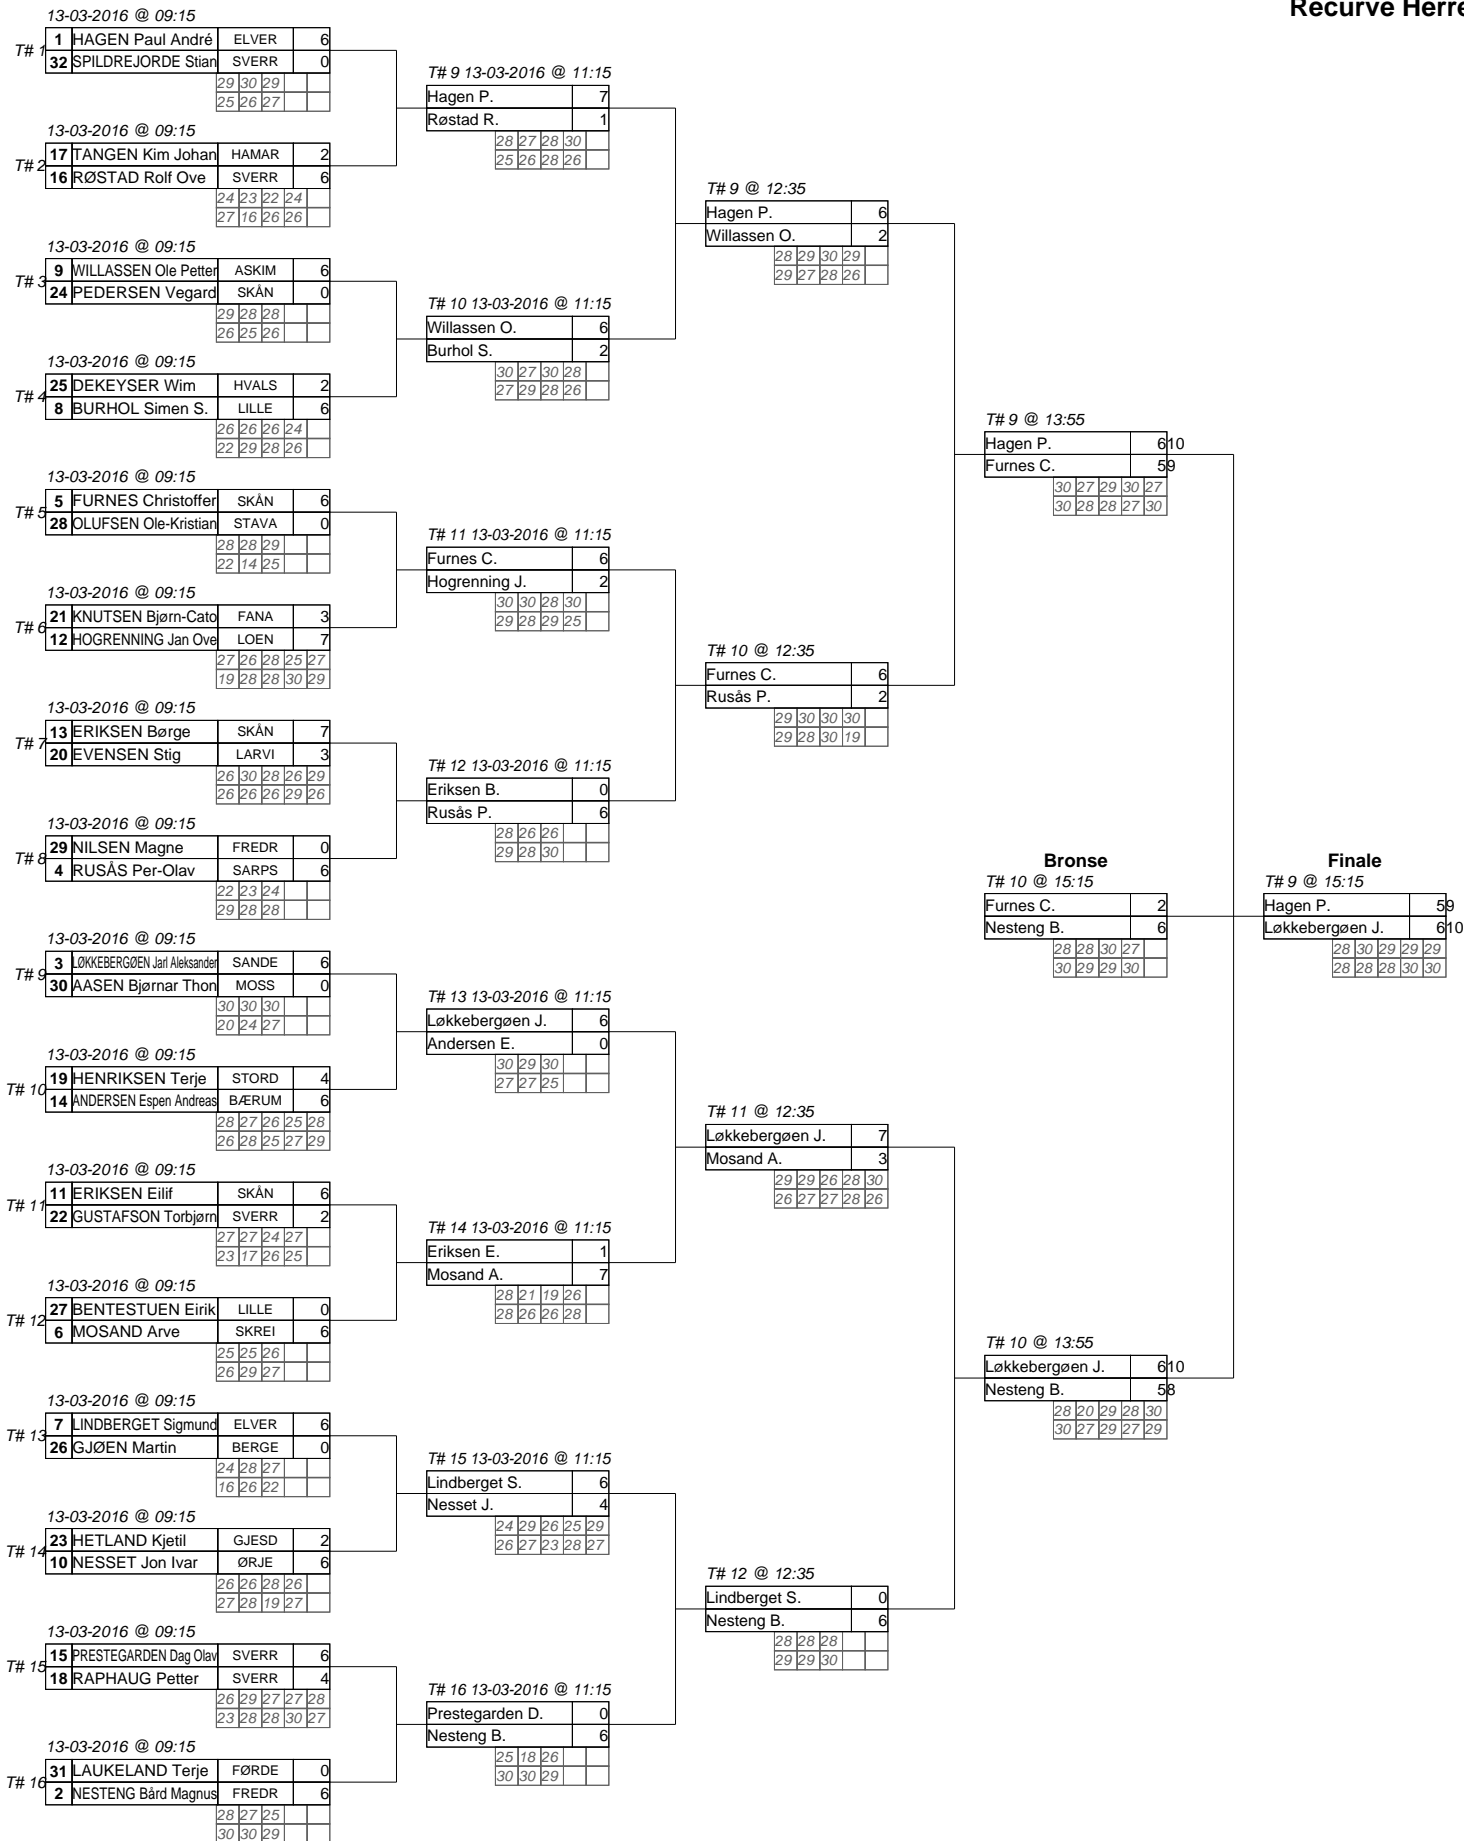 Recurve Herre
13-03-2016 @ 09:15
T# 1
1 HAGEN Paul André ELVER 6
32 SPILDREJORDE Stian SVERR 0
29 30 29
25 26 27
13-03-2016 @ 09:15
T# 2
17 TANGEN Kim Johan HAMAR 2
16 RØSTAD Rolf Ove SVERR 6
24 23 22 24
27 16 26 26
13-03-2016 @ 09:15
T# 3
9 WILLASSEN Ole Petter ASKIM 6
24 PEDERSEN Vegard SKÅN 0
29 28 28
26 25 26
13-03-2016 @ 09:15
T# 4
25 DEKEYSER Wim HVALS 2
8 BURHOL Simen S. LILLE 6
26 26 26 24
22 29 28 26
13-03-2016 @ 09:15
T# 5
5 FURNES Christoffer SKÅN 6
28 OLUFSEN Ole-Kristian STAVA 0
28 28 29
22 14 25
13-03-2016 @ 09:15
T# 6
21 KNUTSEN Bjørn-Cato FANA 3
12 HOGRENNING Jan Ove LOEN 7
27 26 28 25 27
19 28 28 30 29
13-03-2016 @ 09:15
T# 7
13 ERIKSEN Børge SKÅN 7
20 EVENSEN Stig LARVI 3
26 30 28 26 29
26 26 26 29 26
13-03-2016 @ 09:15
T# 8
29 NILSEN Magne FREDR 0
4 RUSÅS Per-Olav SARPS 6
22 23 24
29 28 28
13-03-2016 @ 09:15
T# 9
3 LØKKEBERGØEN Jarl Aleksander SANDE 6
30 AASEN Bjørnar Thon MOSS 0
30 30 30
20 24 27
13-03-2016 @ 09:15
T# 10
19 HENRIKSEN Terje STORD 4
14 ANDERSEN Espen Andreas BÆRUM 6
28 27 26 25 28
26 28 25 27 29
13-03-2016 @ 09:15
T# 11
11 ERIKSEN Eilif SKÅN 6
22 GUSTAFSON Torbjørn SVERR 2
27 27 24 27
23 17 26 25
13-03-2016 @ 09:15
T# 12
27 BENTESTUEN Eirik LILLE 0
6 MOSAND Arve SKREI 6
25 25 26
26 29 27
13-03-2016 @ 09:15
T# 13
7 LINDBERGET Sigmund ELVER 6
26 GJØEN Martin BERGE 0
24 28 27
16 26 22
13-03-2016 @ 09:15
T# 14
23 HETLAND Kjetil GJESD 2
10 NESSET Jon Ivar ØRJE 6
26 26 28 26
27 28 19 27
13-03-2016 @ 09:15
T# 15
15 PRESTEGARDEN Dag Olav SVERR 6
18 RAPHAUG Petter SVERR 4
26 29 27 27 28
23 28 28 30 27
13-03-2016 @ 09:15
T# 16
31 LAUKELAND Terje FØRDE 0
2 NESTENG Bård Magnus FREDR 6
28 27 25
30 30 29
T# 9 13-03-2016 @ 11:15
Hagen P. 7
Røstad R. 1
28 27 28 30
25 26 28 26
T# 10 13-03-2016 @ 11:15
Willassen O. 6
Burhol S. 2
30 27 30 28
27 29 28 26
T# 11 13-03-2016 @ 11:15
Furnes C. 6
Hogrenning J. 2
30 30 28 30
29 28 29 25
T# 12 13-03-2016 @ 11:15
Eriksen B. 0
Rusås P. 6
28 26 26
29 28 30
T# 13 13-03-2016 @ 11:15
Løkkebergøen J. 6
Andersen E. 0
30 29 30
27 27 25
T# 14 13-03-2016 @ 11:15
Eriksen E. 1
Mosand A. 7
28 21 19 26
28 26 26 28
T# 15 13-03-2016 @ 11:15
Lindberget S. 6
Nesset J. 4
24 29 26 25 29
26 27 23 28 27
T# 16 13-03-2016 @ 11:15
Prestegarden D. 0
Nesteng B. 6
25 18 26
30 30 29
T# 9 @ 12:35
Hagen P. 6
Willassen O. 2
28 29 30 29
29 27 28 26
T# 10 @ 12:35
Furnes C. 6
Rusås P. 2
29 30 30 30
29 28 30 19
T# 11 @ 12:35
Løkkebergøen J. 7
Mosand A. 3
29 29 26 28 30
26 27 27 28 26
T# 12 @ 12:35
Lindberget S. 0
Nesteng B. 6
28 28 28
29 29 30
T# 9 @ 13:55
Hagen P. 610
Furnes C. 59
30 27 29 30 27
30 28 28 27 30
T# 10 @ 13:55
Løkkebergøen J. 610
Nesteng B. 58
28 20 29 28 30
30 27 29 27 29
Bronse
T# 10 @ 15:15
Furnes C. 2
Nesteng B. 6
28 28 30 27
30 29 29 30
Finale
T# 9 @ 15:15
Hagen P. 59
Løkkebergøen J. 610
28 30 29 29 29
28 28 28 30 30